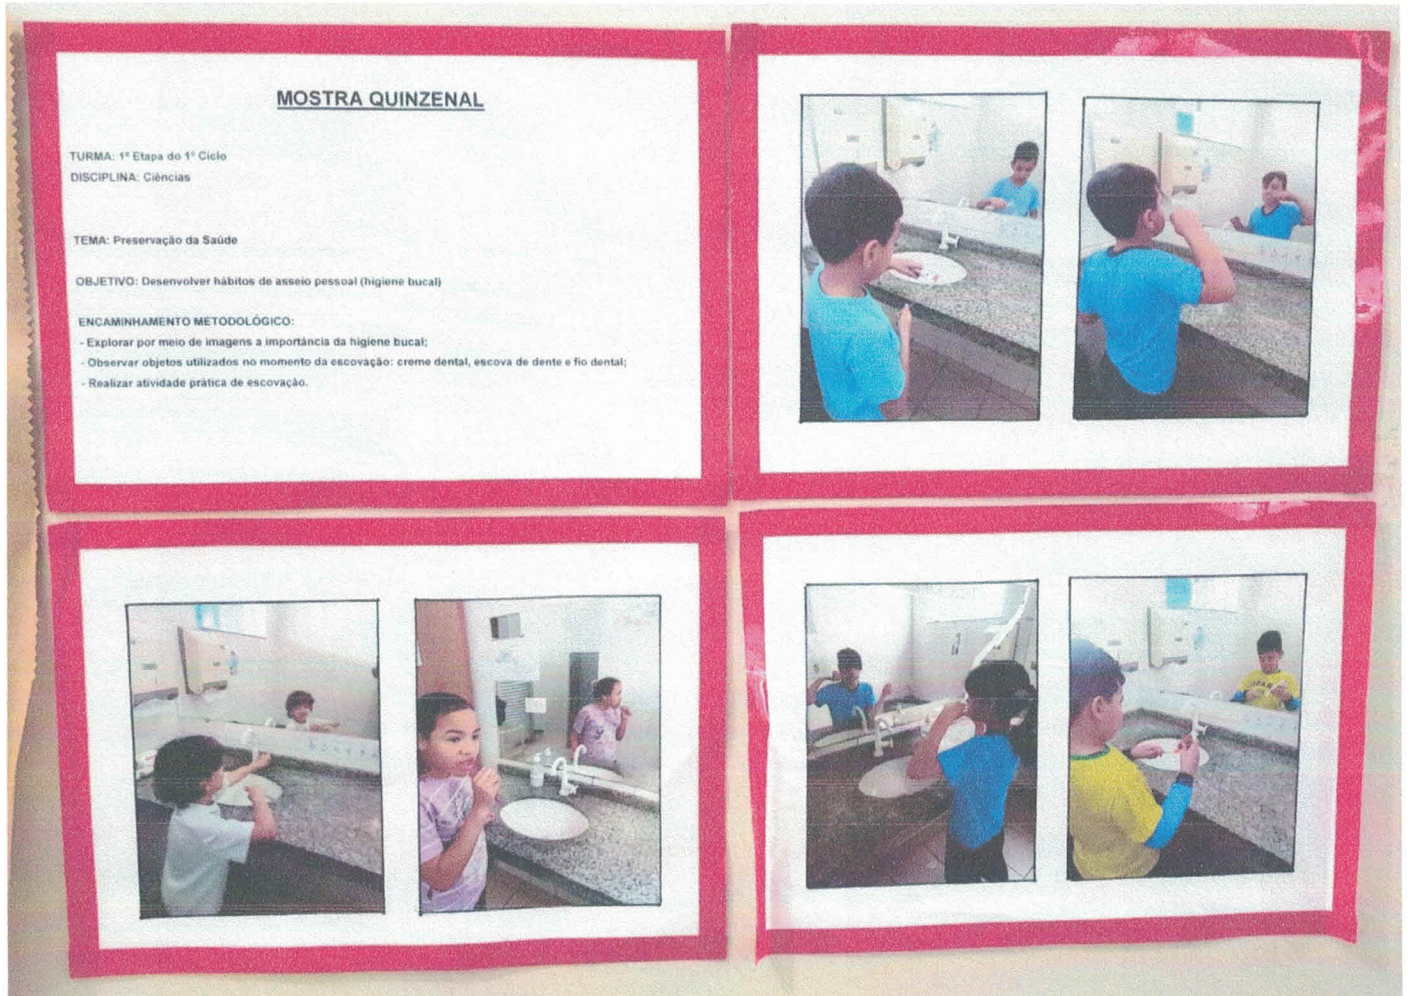 MOSTRA QUINZENAL
TURMA: 1ª Etapa do 1º Ciclo
DISCIPLINA: Ciências
TEMA: Preservação da Saúde
OBJETIVO: Desenvolver hábitos de asseio pessoal (higiene bucal)
ENCAMINHAMENTO METODOLÓGICO:
- Explorar por meio de imagens a importância da higiene bucal;
- Observar objetos utilizados no momento da escovação: creme dental, escova de dente e fio dental;
- Realizar atividade prática de escovação.